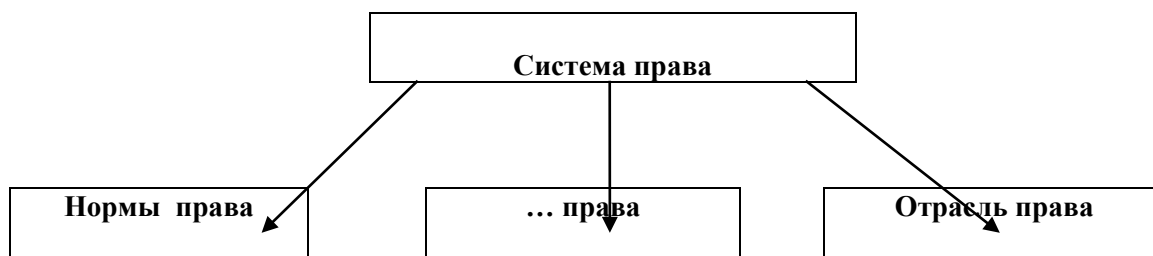 Система права
Нормы права
… права
Отрасль права